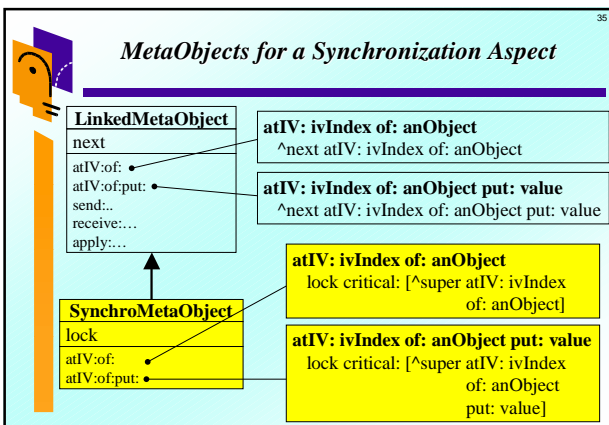 35
MetaObjects for a Synchronization Aspect
LinkedMetaObject
next
atIV:of:
atIV:of:put:
send:..
receive:…
apply:…
atIV: ivIndex of: anObject
^next atIV: ivIndex of: anObject
atIV: ivIndex of: anObject put: value
^next atIV: ivIndex of: anObject put: value
SynchroMetaObject
lock
atIV:of:
atIV:of:put:
atIV: ivIndex of: anObject
lock critical: [^super atIV: ivIndex
of: anObject]
atIV: ivIndex of: anObject put: value
lock critical: [^super atIV: ivIndex
of: anObject
put: value]